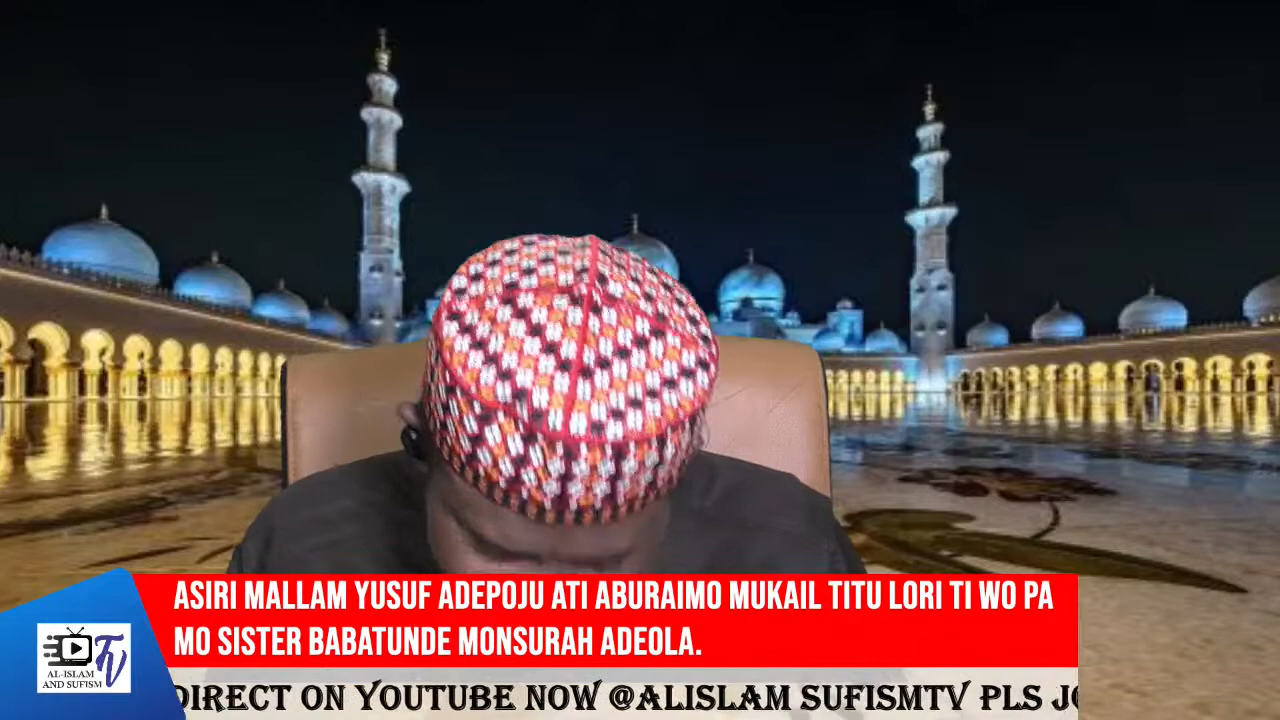 ASIRI MALLAM YUSUF ADEPOJU ATI ABURAIMO MUKAIL TITU LORI TI WO PA
MO SISTER BABATUNDE MONSURAH ADEOLA.
TV
AL-ISLAM
AND SUFISM
DIRECT ON YOUTUBE NOW @ALISLAM SUFISMTV PLS